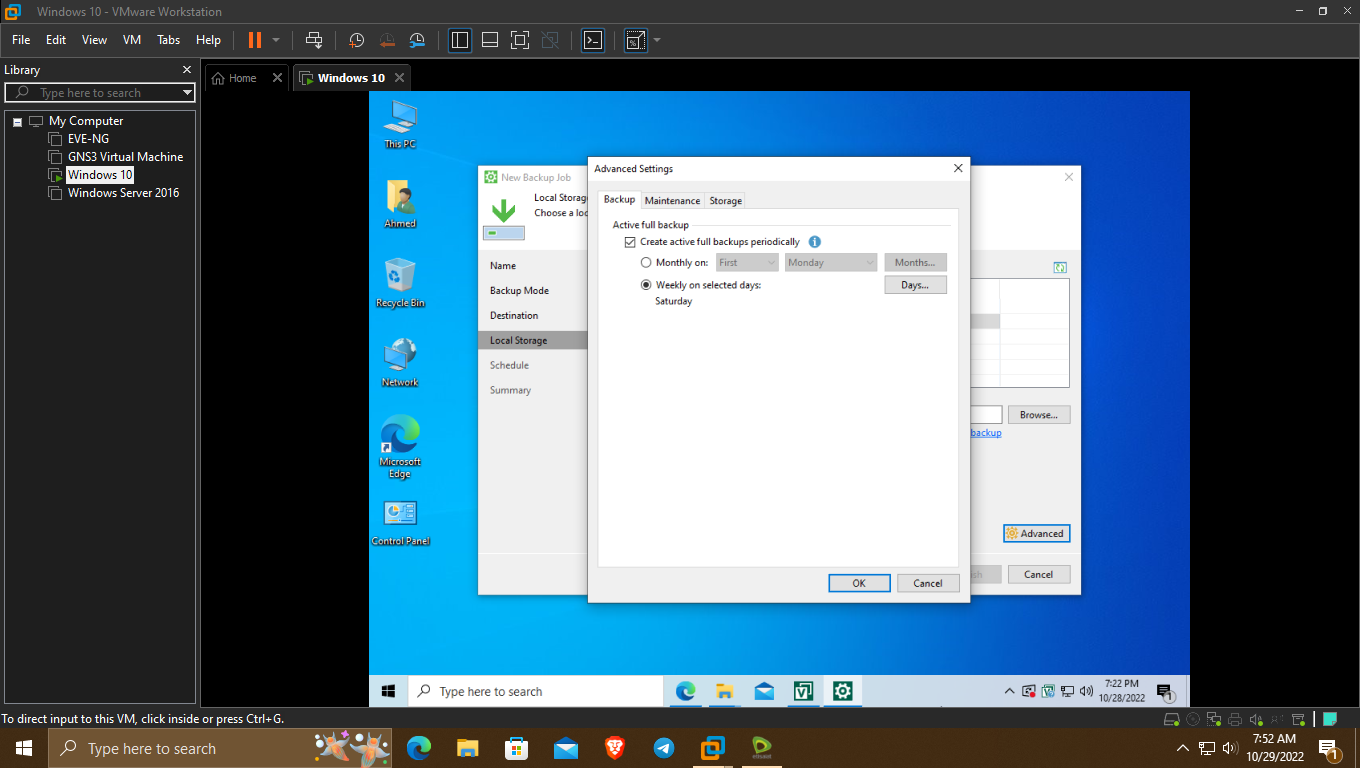 Windows 10 - VMware Workstation
File Edit View VM Tabs Help
Library
Type here to search
My Computer
EVE-NG
GNS3 Virtual Machine
Windows 10
Windows Server 2016
Home
Windows 10
This PC
Ahmed
Recycle Bin
Network
Microsoft
Edge
Control Panel
New Backup Job
Local Storag
Choose a loc
Name
Backup Mode
Destination
Local Storage
Schedule
Summary
Advanced Settings
Backup Maintenance Storage
Active full backup
Create active full backups periodically
Monthly on: First Monday Months...
Weekly on selected days: Days...
Saturday
OK Cancel
Browse...
backup
Advanced
Cancel
Type here to search
7:22 PM
10/28/2022
1
To direct input to this VM, click inside or press Ctrl+G.
Type here to search
7:52 AM
10/29/2022
1